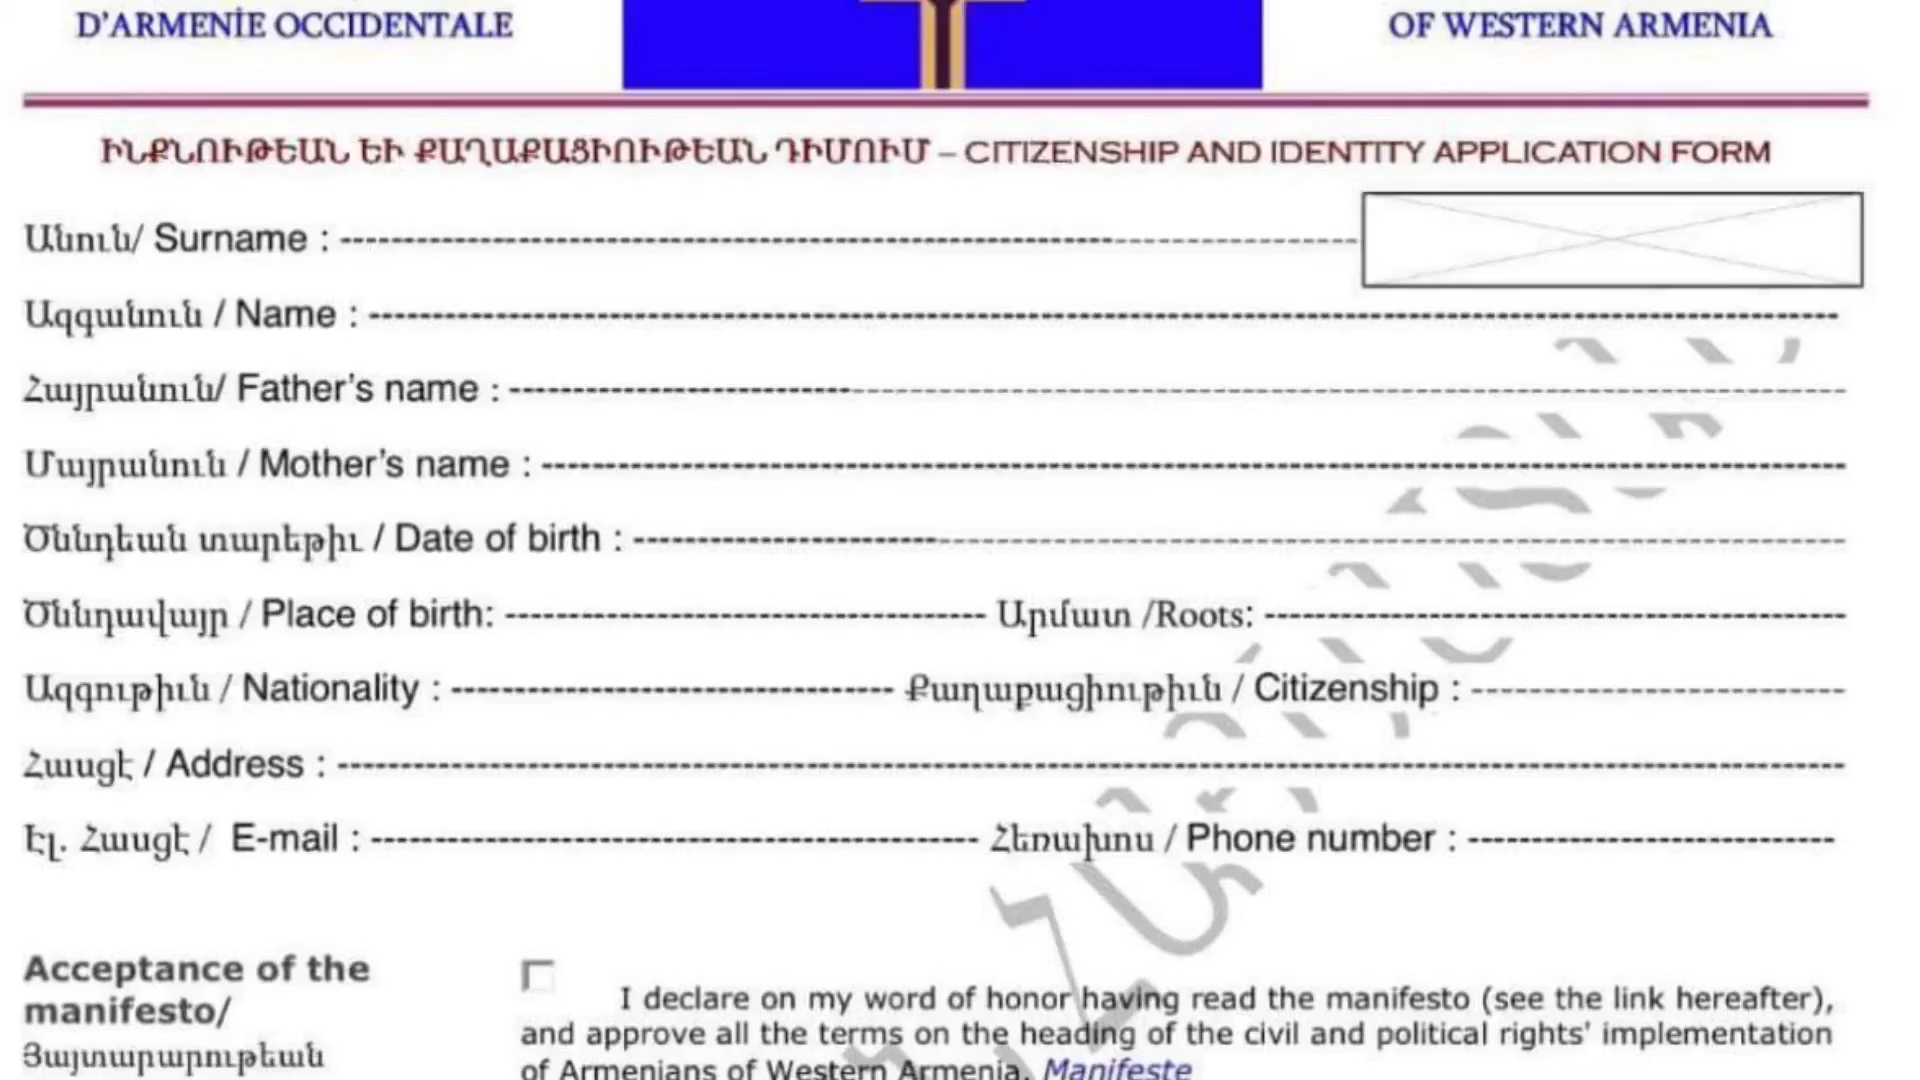 D'ARMENİE OCCIDENTALE
OF WESTERN ARMENIA
ԻՆՔՆՈՒԹԵԱՆ ԵՒ ՔԱՂԱՔԱՑԻՈՒԹԵԱՆ ԴԻՄՈՒՄ – CITIZENSHIP AND IDENTITY APPLICATION FORM
Անուն/ Surname :
Ազգանուն / Name :
Հայրանուն/ Father's name :
Մայրանուն / Mother's name :
Ծննդեան տարեթիւ / Date of birth :
Ծննդավայր / Place of birth: Արմատ /Roots:
Ազգութիւն / Nationality : Քաղաքացիութիւն / Citizenship :
Հասցէ / Address :
Էլ. Հասցէ / E-mail : Հեռախոս / Phone number :
Acceptance of the
manifesto/
Յայտարարութեան
I declare on my word of honor having read the manifesto (see the link hereafter),
and approve all the terms on the heading of the civil and political rights' implementation
of Armenians of Western Armenia. Manifeste